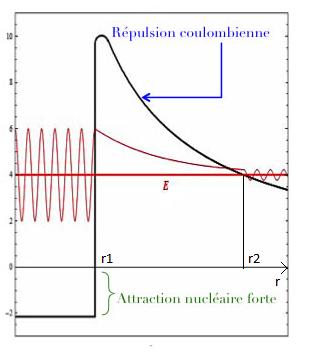 10
Répulsion coulombienne
8
6
4
E
2
r1
r2
0
r
Attraction nucléaire forte
−2